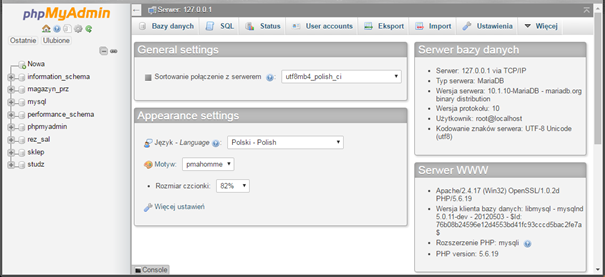 phpMyAdmin
Ostatnie Ulubione
Nowa
information_schema
magazyn_prz
mysql
performance_schema
phpmyadmin
rez_sal
sklep
studz
Serwer: 127.0.0.1
Bazy danych SQL Status User accounts Eksport Import Ustawienia Więcej
General settings
Sortowanie połączenie z serwerem : utf8mb4_polish_ci
Appearance settings
Język - Language : Polski - Polish
Motyw: pmahomme
Rozmiar czcionki: 82%
Więcej ustawień
Console
Serwer bazy danych
Serwer: 127.0.0.1 via TCP/IP
Typ serwera: MariaDB
Wersja serwera: 10.1.10-MariaDB - mariadb.org
binary distribution
Wersja protokołu: 10
Użytkownik: root@localhost
Kodowanie znaków serwera: UTF-8 Unicode
(utf8)
Serwer WWW
Apache/2.4.17 (Win32) OpenSSL/1.0.2d
PHP/5.6.19
Wersja klienta bazy danych: libmysql - mysqlnd
5.0.11-dev - 20120503 - $Id:
76b08b24596e12d4553bd41fc93cccd5bac2fe7a
$
Rozszerzenie PHP: mysqli
PHP version: 5.6.19